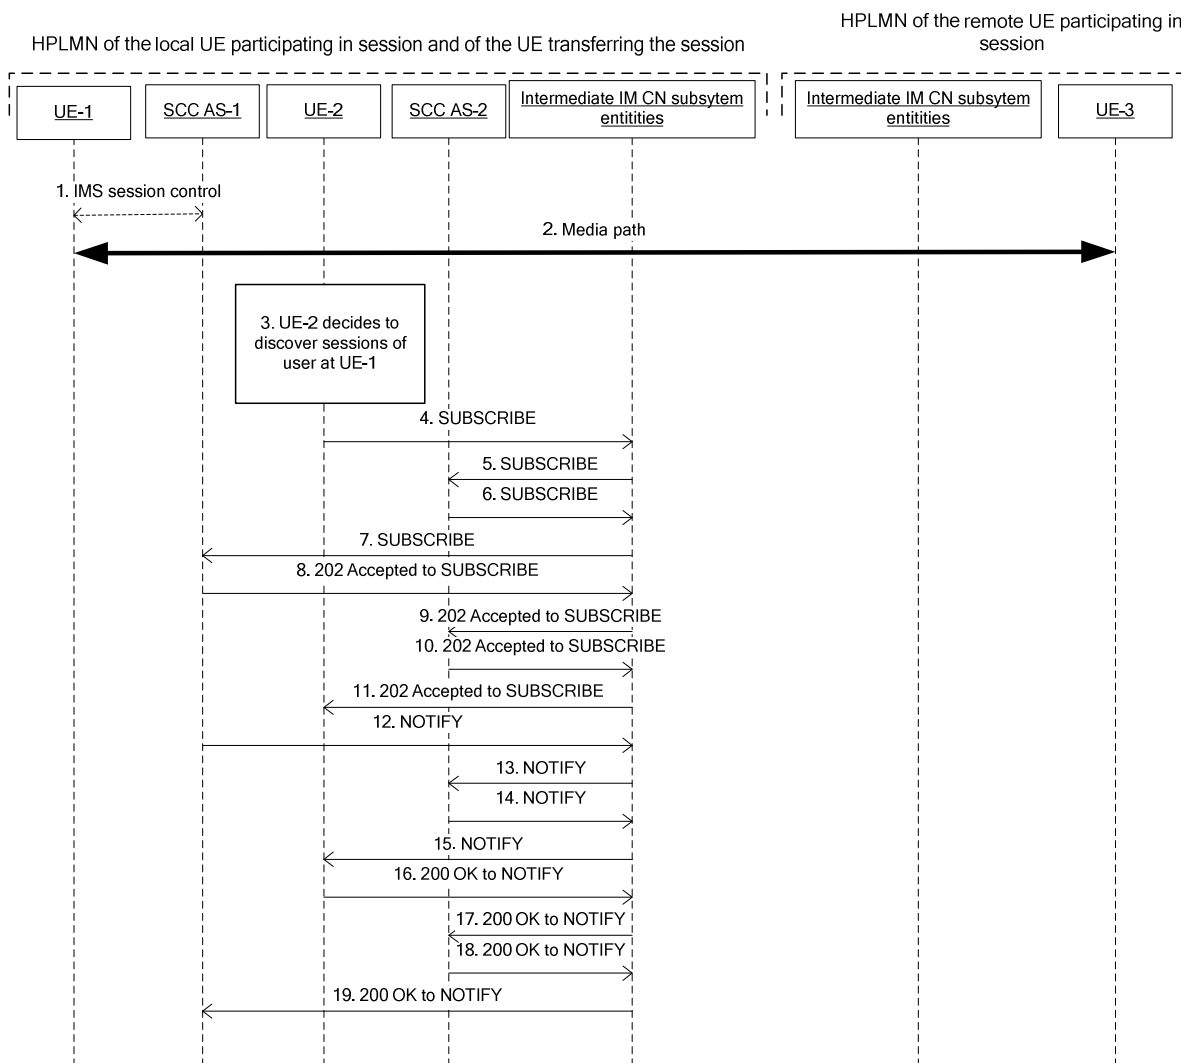 HPLMN of the local UE participating in session and of the UE transferring the session
HPLMN of the remote UE participating in
session
UE-1
SCC AS-1
UE-2
SCC AS-2
Intermediate IM CN subsytem
entitities
Intermediate IM CN subsytem
entitities
UE-3
1. IMS session control
2. Media path
3. UE-2 decides to
discover sessions of
user at UE-1
4. SUBSCRIBE
5. SUBSCRIBE
6. SUBSCRIBE
7. SUBSCRIBE
8. 202 Accepted to SUBSCRIBE
9. 202 Accepted to SUBSCRIBE
10. 202 Accepted to SUBSCRIBE
11. 202 Accepted to SUBSCRIBE
12. NOTIFY
13. NOTIFY
14. NOTIFY
15. NOTIFY
16. 200 OK to NOTIFY
17. 200 OK to NOTIFY
18. 200 OK to NOTIFY
19. 200 OK to NOTIFY